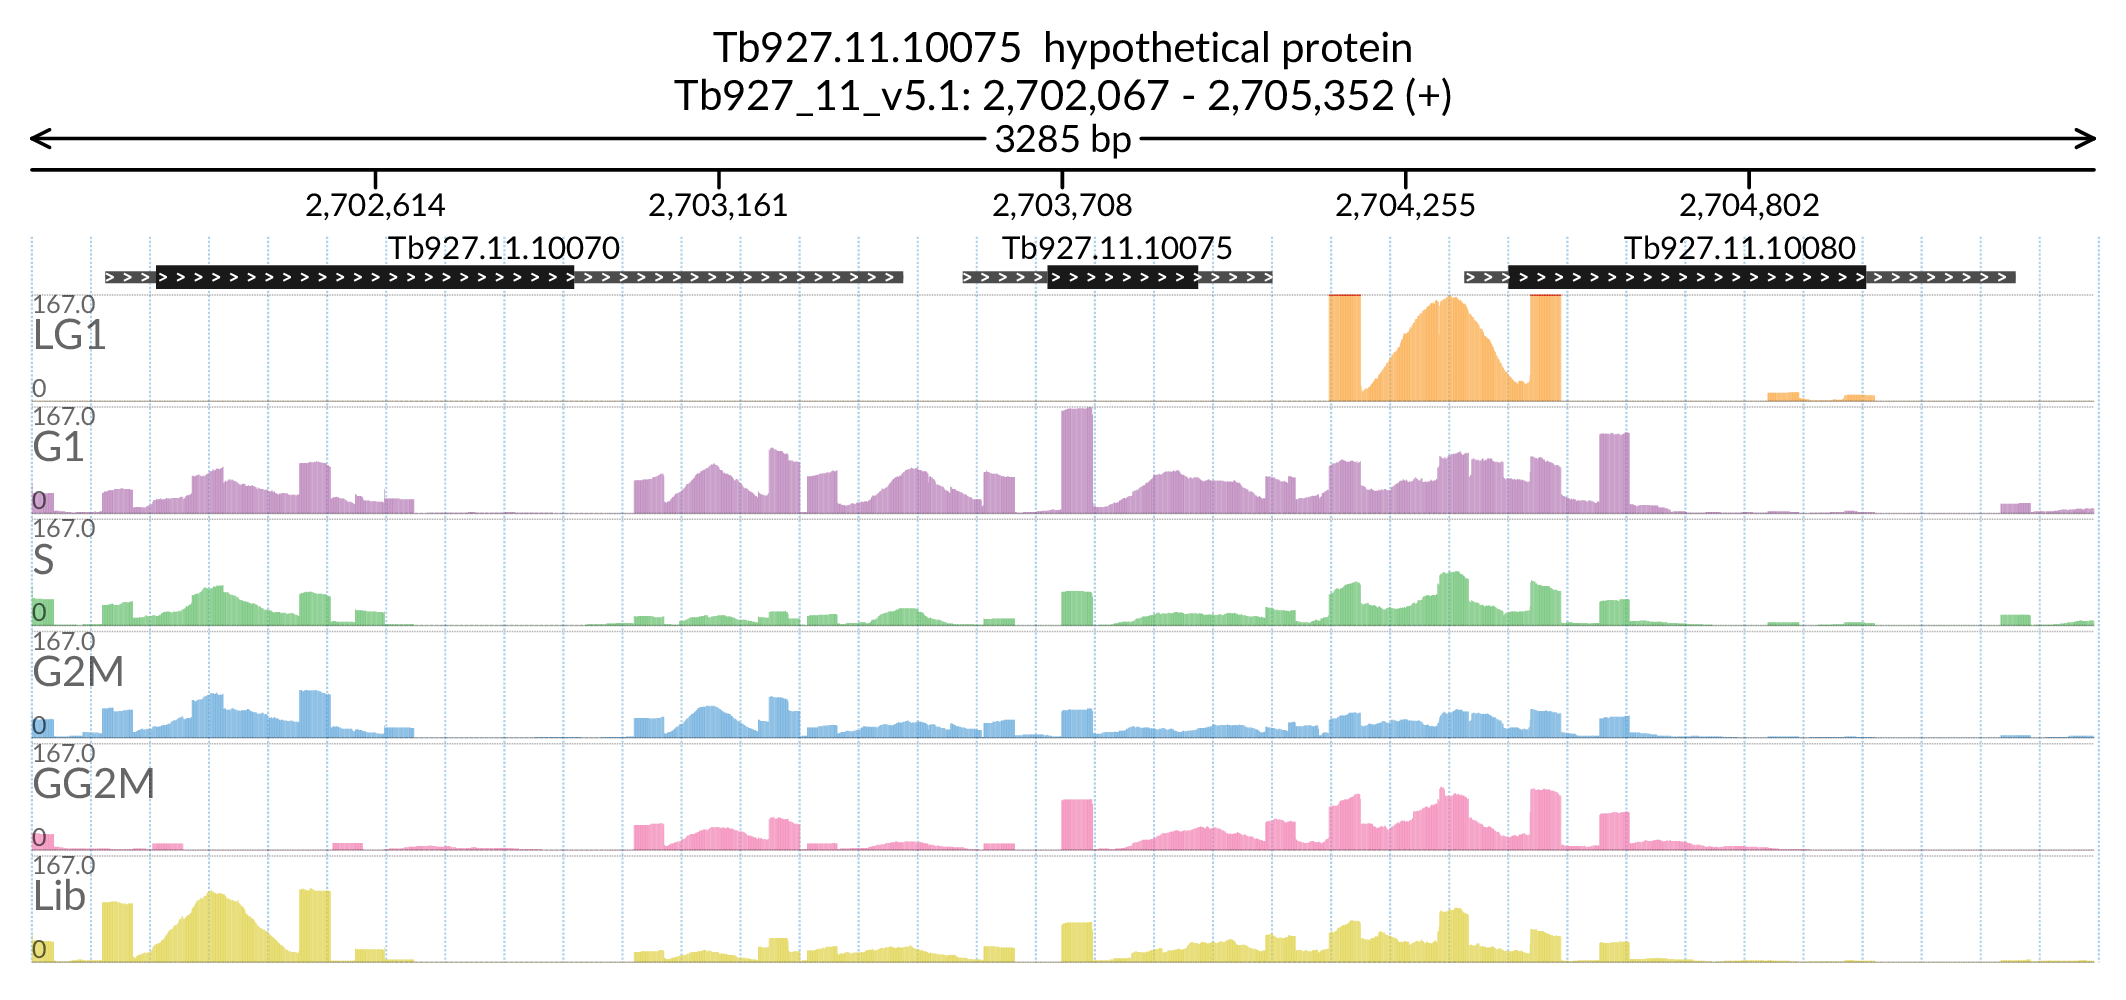 Tb927.11.10075 hypothetical protein
Tb927_11_v5.1: 2,702,067 - 2,705,352 (+)
3285 bp
2,702,614 2,703,161 2,703,708 2,704,255 2,704,802
Tb927.11.10070 Tb927.11.10075 Tb927.11.10080
167.0
LG1
0
167.0
G1
0
167.0
S
0
167.0
G2M
0
167.0
GG2M
0
167.0
Lib
0